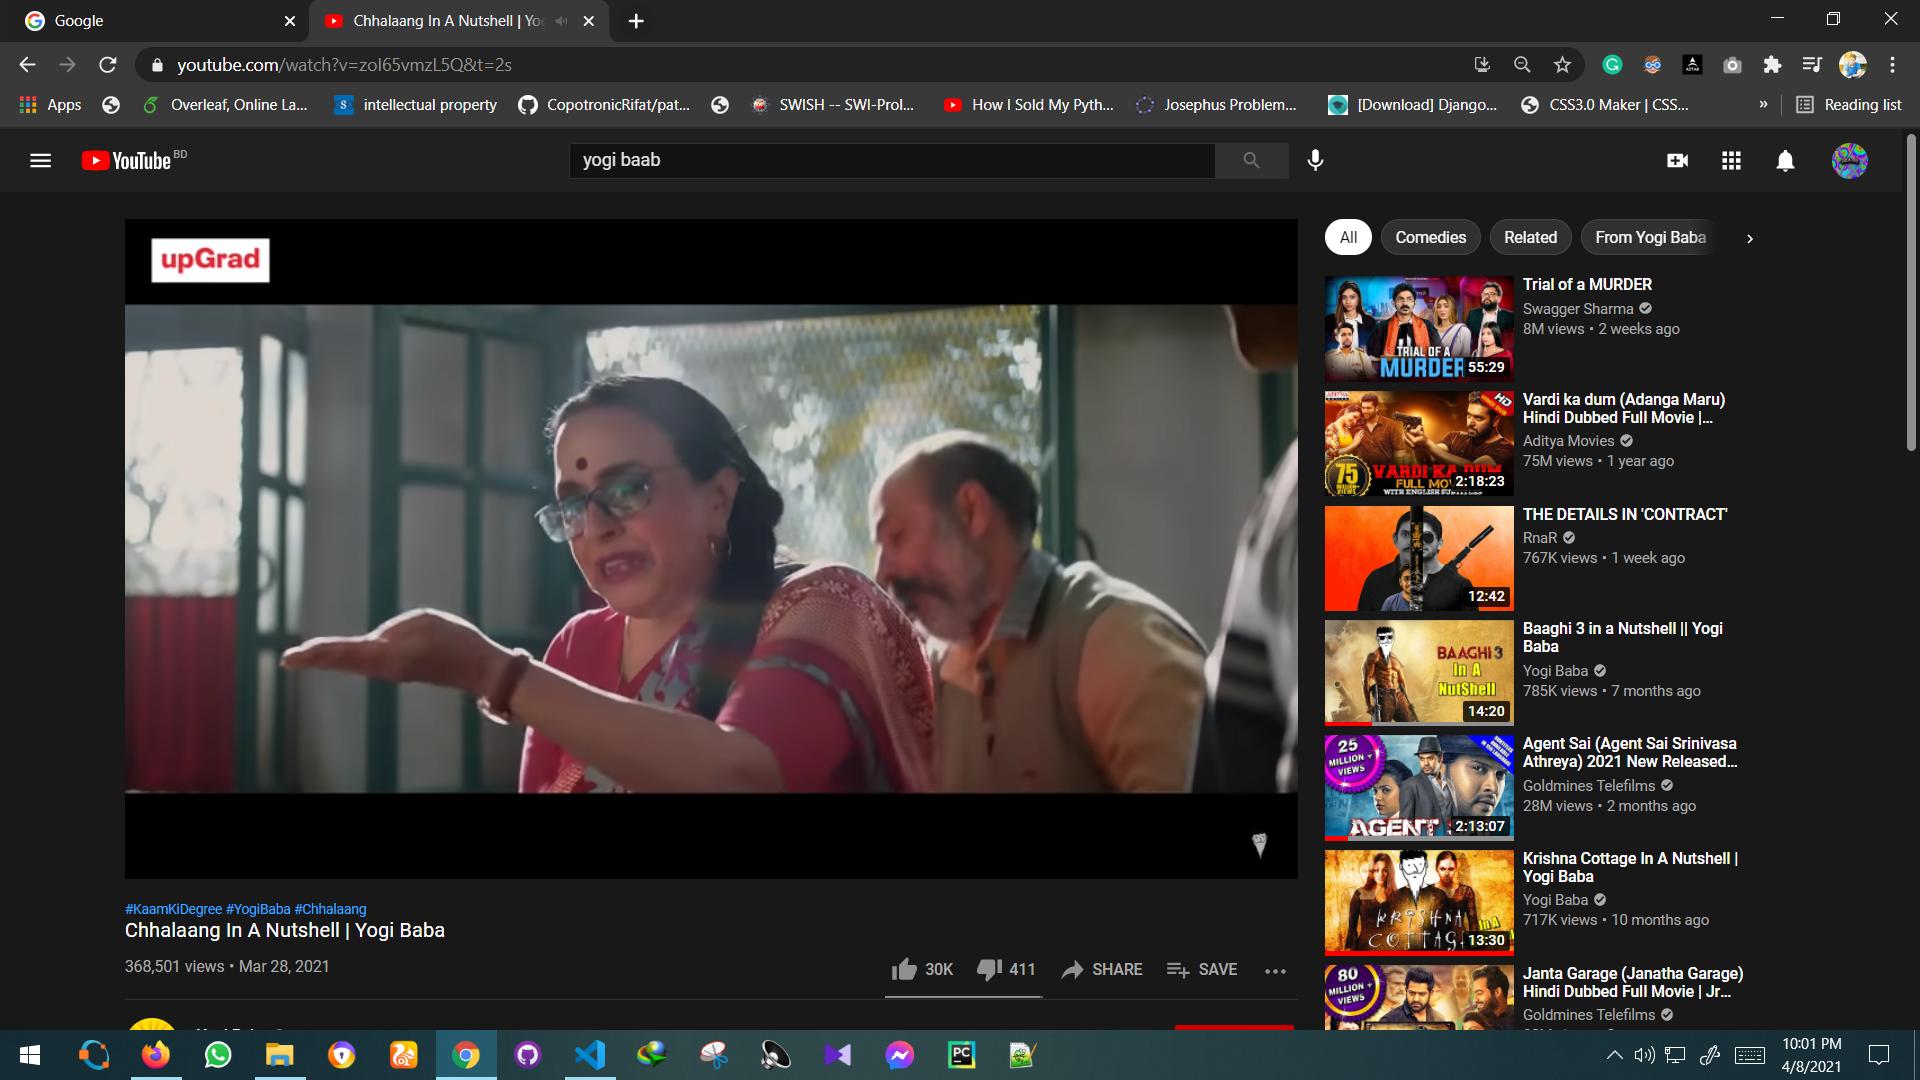 Google
Chhalaang In A Nutshell | Yo
youtube.com/watch?v=zol65vmzL5Q&t=2s
Apps
Overleaf, Online La...
intellectual property
CopotronicRifat/pat...
SWISH -- SWI-Prol...
How I Sold My Pyth...
Josephus Problem...
[Download] Django...
CSS3.0 Maker | CSS...
»
Reading list
YouTube BD
yogi baab
upGrad
All
Comedies
Related
From Yogi Baba
TRIAL OF A
MURDER
55:29
Trial of a MURDER
Swagger Sharma
8M views • 2 weeks ago
HD
75
VARDI KA DUM
FULL MO
2:18:23
Vardi ka dum (Adanga Maru)
Hindi Dubbed Full Movie |...
Aditya Movies
75M views • 1 year ago
12:42
THE DETAILS IN 'CONTRACT'
RnaR
767K views • 1 week ago
BAAGHI 3
In A
NutShell
14:20
Baaghi 3 in a Nutshell || Yogi
Baba
Yogi Baba
785K views • 7 months ago
25
MILLION +
VIEWS
AGENT
2:13:07
Agent Sai (Agent Sai Srinivasa
Athreya) 2021 New Released...
Goldmines Telefilms
28M views • 2 months ago
KRISHNA
In A
COTTAG
13:30
Krishna Cottage In A Nutshell |
Yogi Baba
Yogi Baba
717K views • 10 months ago
80
MILLION +
VIEWS
Janta Garage (Janatha Garage)
Hindi Dubbed Full Movie | Jr...
Goldmines Telefilms
#KaamKiDegree #YogiBaba #Chhalaang
Chhalaang In A Nutshell | Yogi Baba
368,501 views • Mar 28, 2021
30K
411
SHARE
SAVE
PC
10:01 PM
4/8/2021